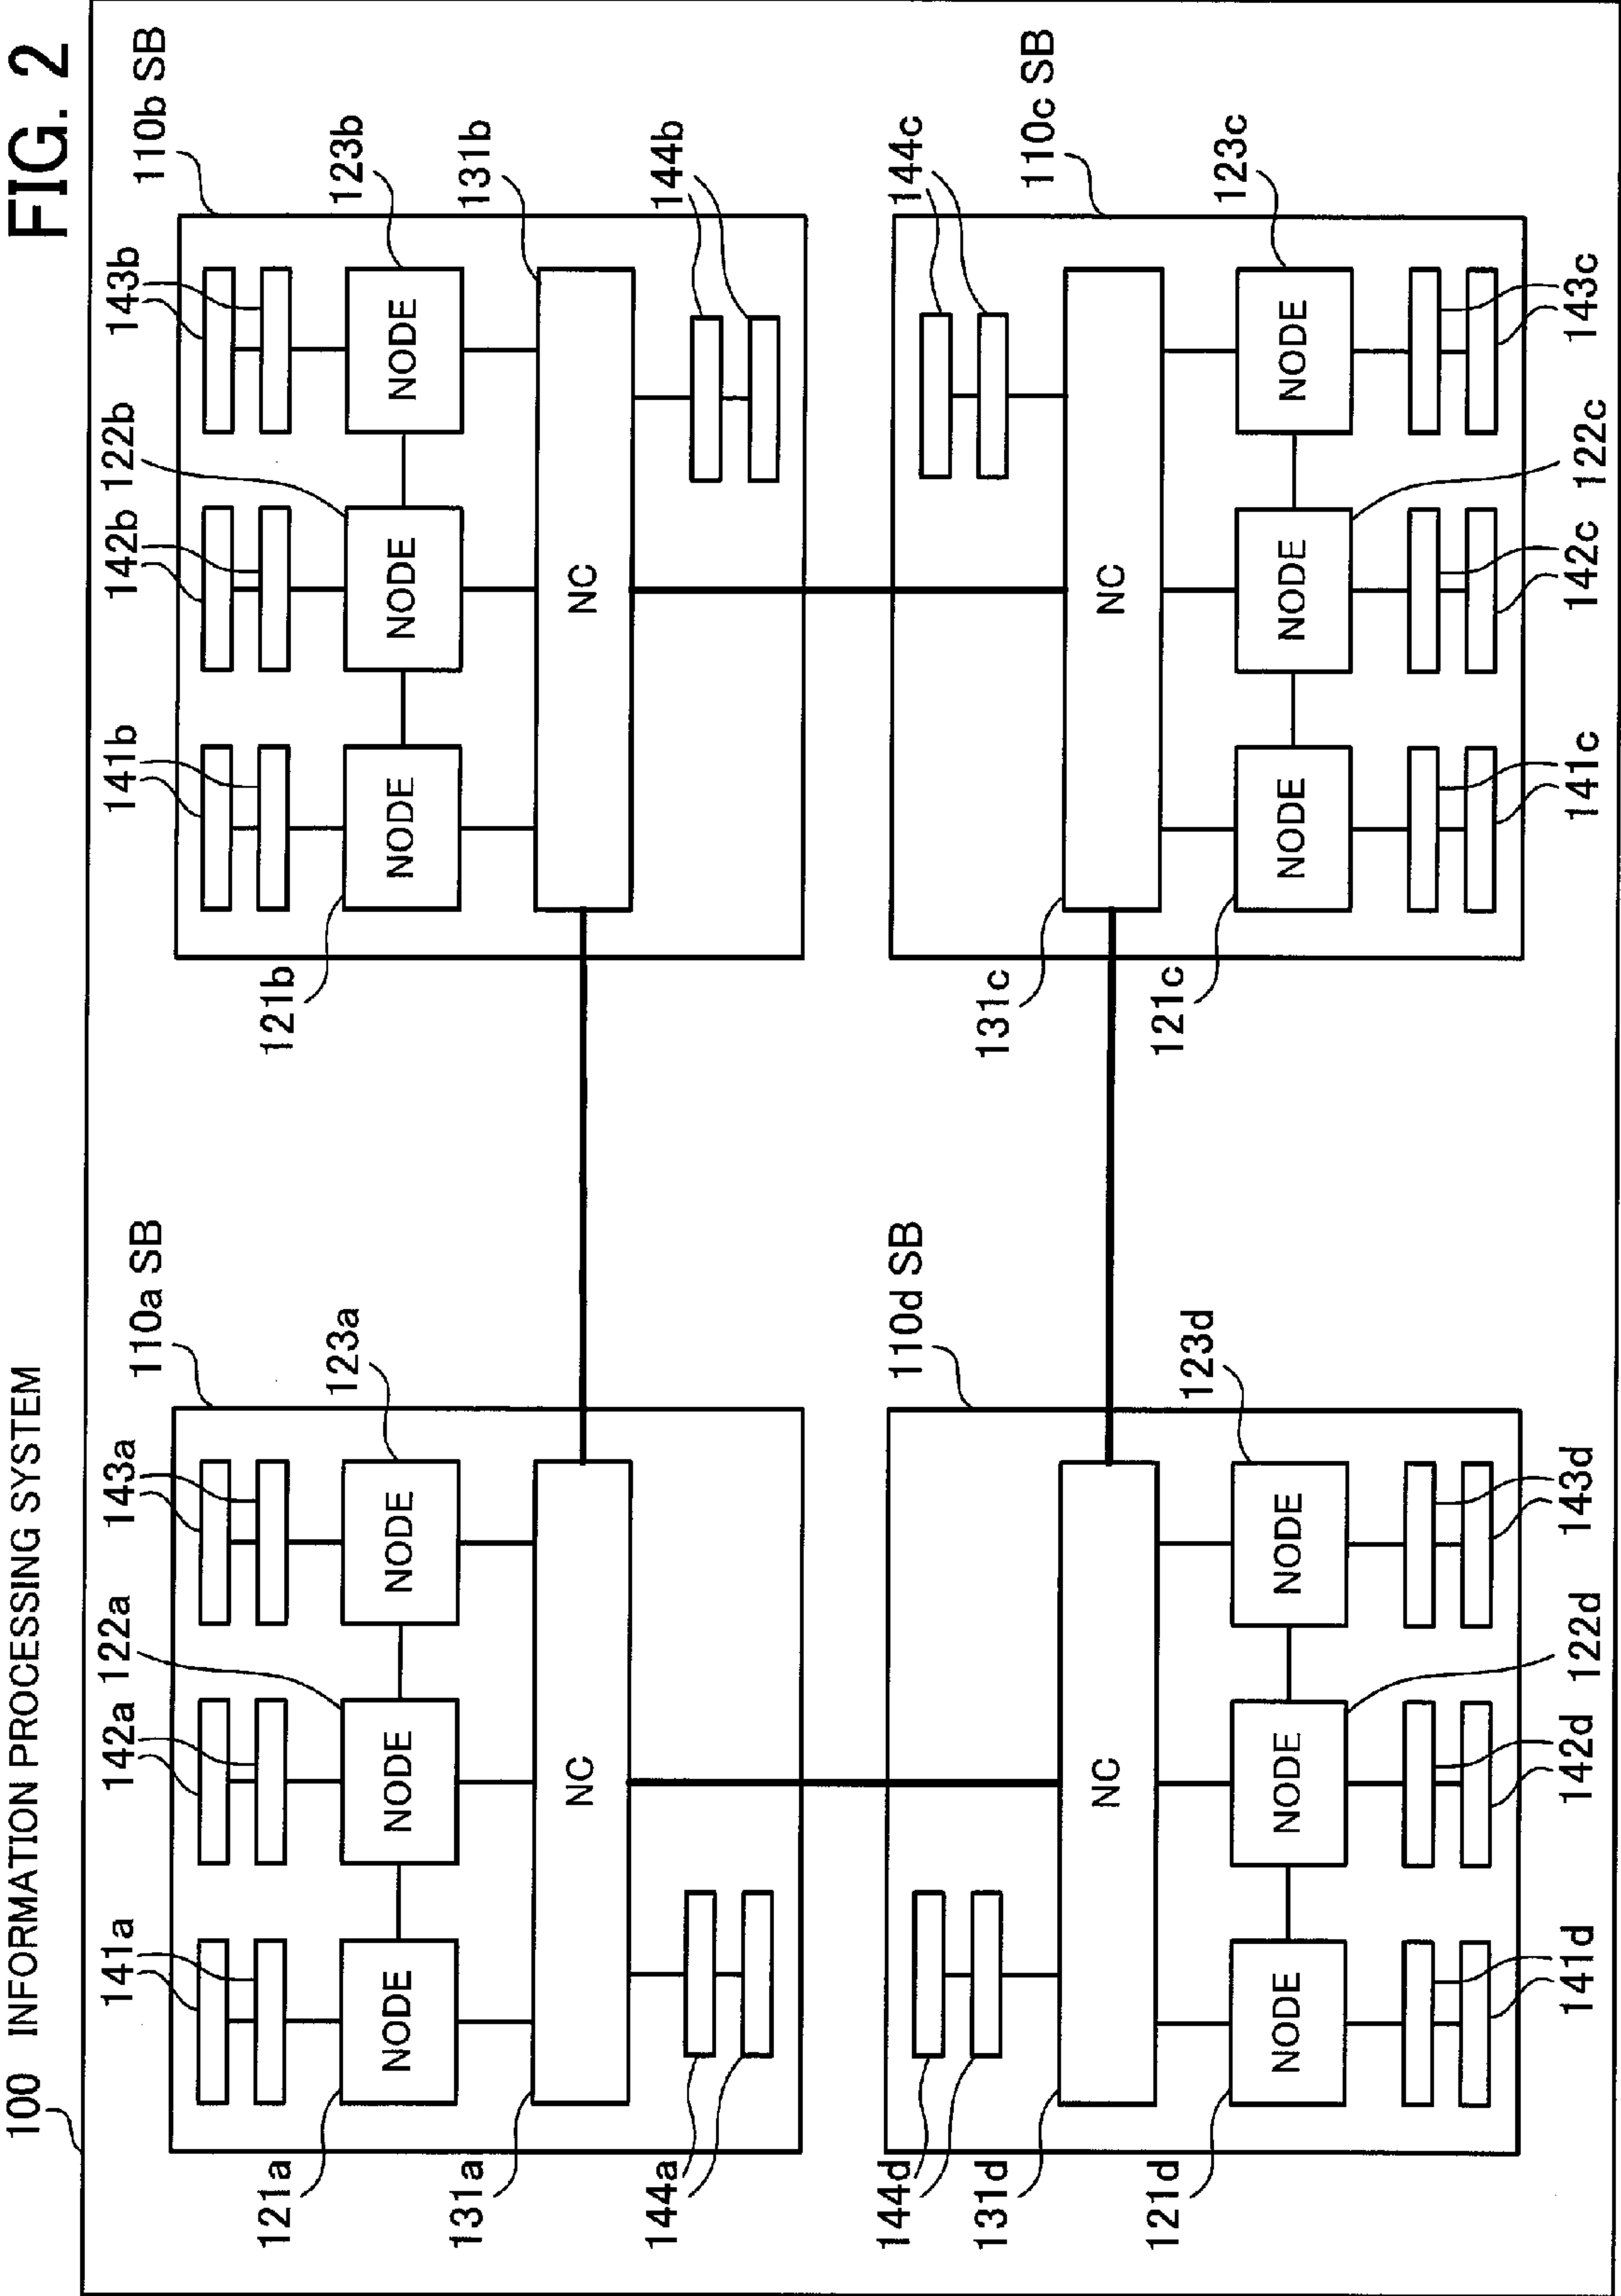 FIG. 2
100 INFORMATION PROCESSING SYSTEM
110a SB
110b SB
141a
142a
143a
122a
123a
141b
142b
143b
122b
123b
NODE
NODE
NODE
NODE
NODE
NODE
121a
121b
131a
NC
131b
NC
144a
144b
110d SB
110c SB
144d
144c
131d
NC
131c
NC
121d
NODE
NODE
NODE
123d
121c
NODE
NODE
NODE
123c
141d
142d
122d
143d
141c
142c
122c
143c